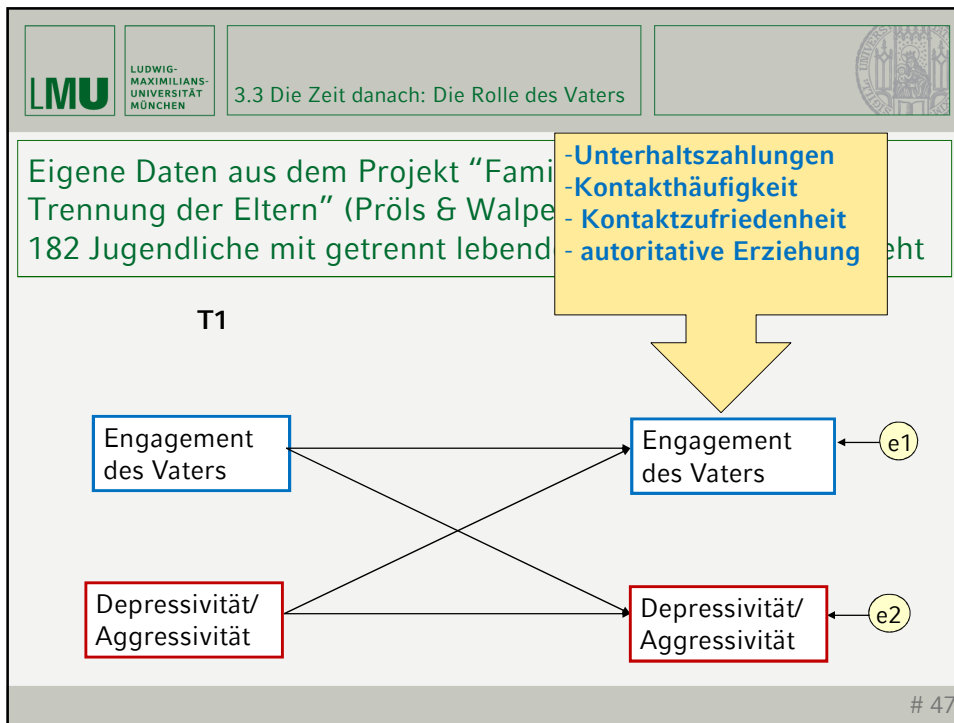 LMU
LUDWIG-
MAXIMILIANS-
UNIVERSITÄT
MÜNCHEN
3.3 Die Zeit danach: Die Rolle des Vaters
Eigene Daten aus dem Projekt “Fami
Trennung der Eltern” (Pröls & Walpe
182 Jugendliche mit getrennt lebende
eht
-Unterhaltszahlungen
-Kontakthäufigkeit
- Kontaktzufriedenheit
- autoritative Erziehung
T1
Engagement
des Vaters
Engagement
des Vaters
e1
Depressivität/
Aggressivität
Depressivität/
Aggressivität
e2
# 47